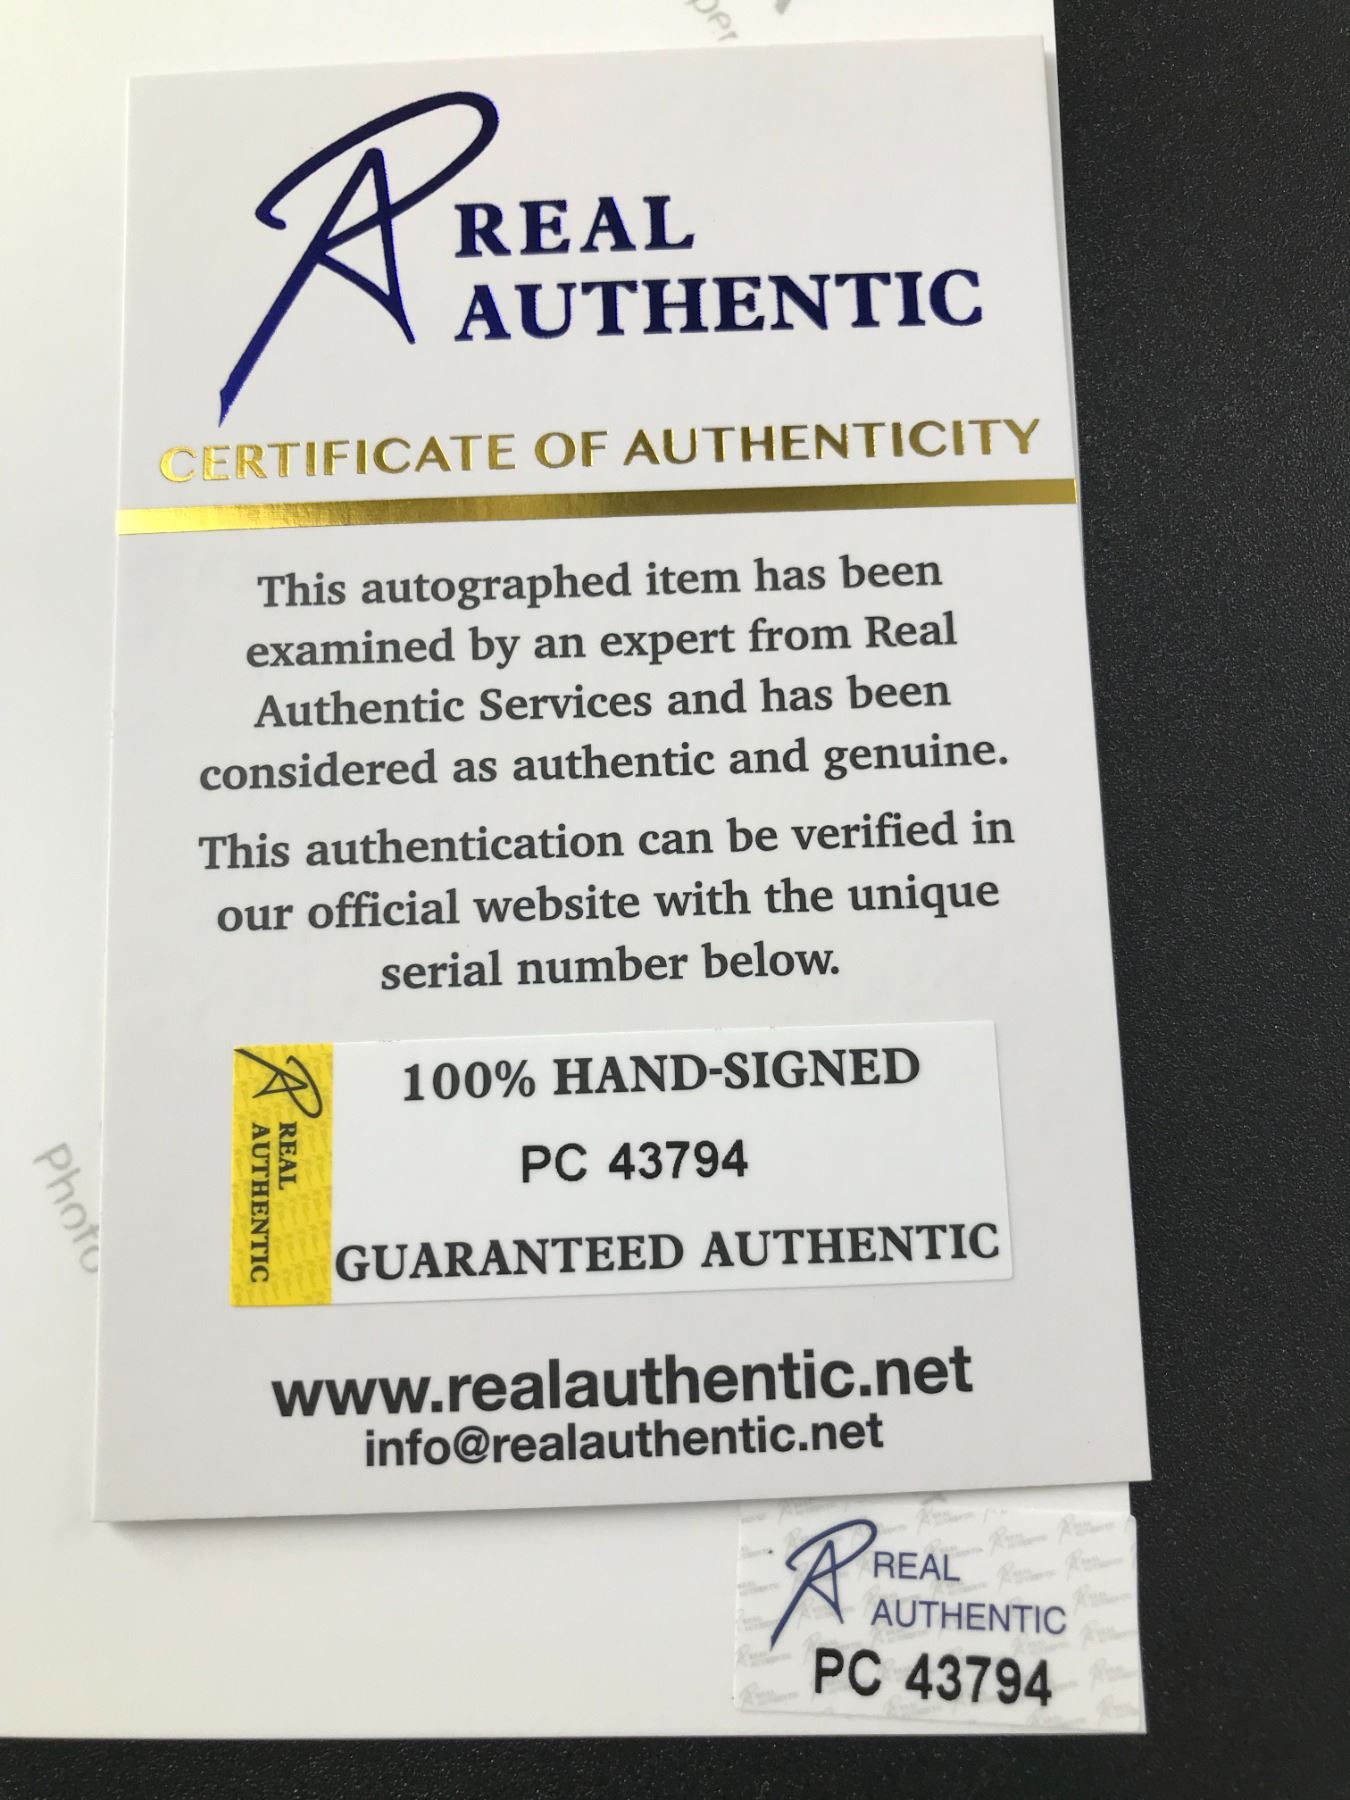 REAL
AUTHENTIC
CERTIFICATE OF AUTHENTICITY
This autographed item has been
examined by an expert from Real
Authentic Services and has been
considered as authentic and genuine.
This authentication can be verified in
our official website with the unique
serial number below.
REAL
AUTHENTIC
100% HAND-SIGNED
PC 43794
GUARANTEED AUTHENTIC
www.realauthentic.net
info@realauthentic.net
REAL
AUTHENTIC
PC 43794